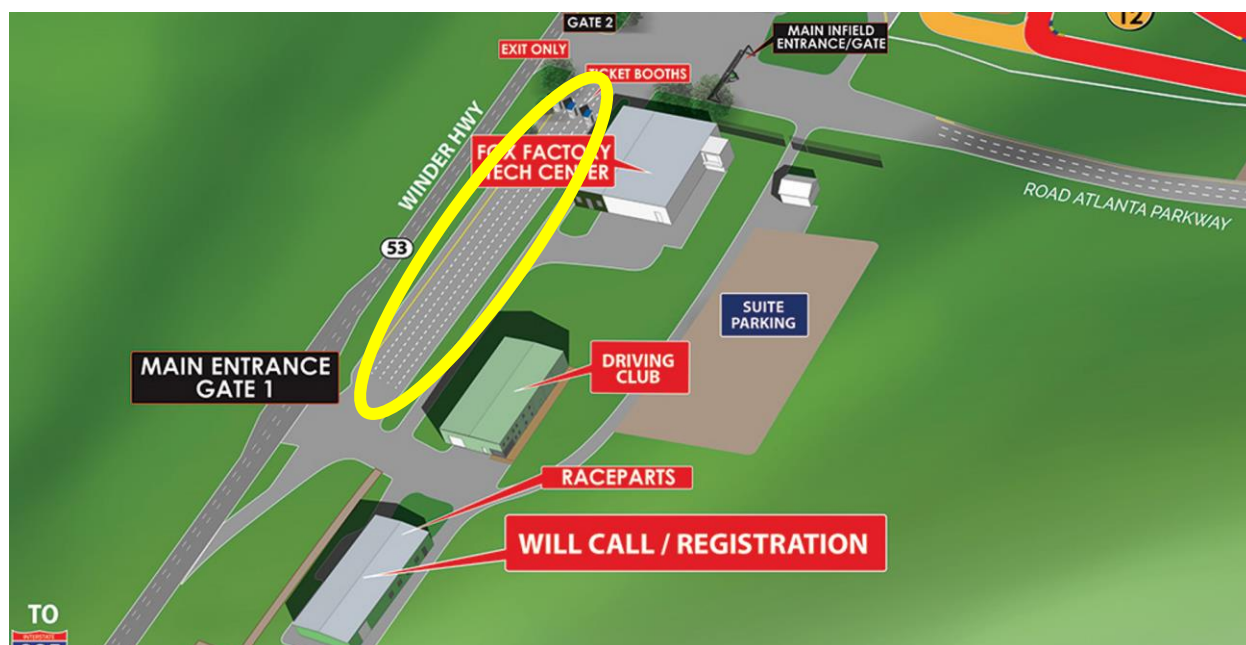 12
GATE 2
MAIN INFIELD
ENTRANCE/GATE
EXIT ONLY
TICKET BOOTHS
FOX FACTORY
TECH CENTER
WINDER HWY
ROAD ATLANTA PARKWAY
53
SUITE
PARKING
MAIN ENTRANCE
GATE 1
DRIVING
CLUB
RACEPARTS
WILL CALL / REGISTRATION
TO
INTERSTATE